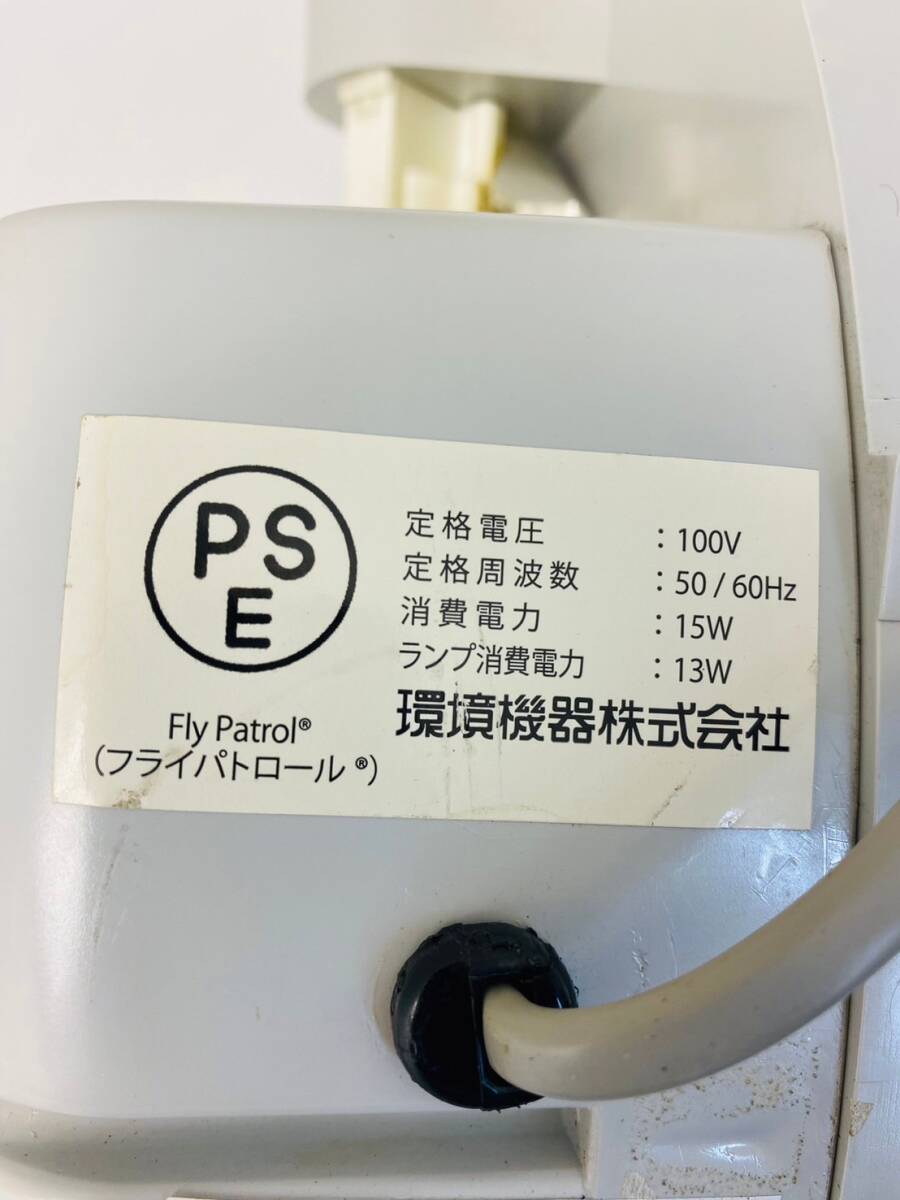 PS
E
Fly Patrol®
(フライパトロール®)
定格電圧 : 100V
定格周波数 : 50 / 60Hz
消費電力 : 15W
ランプ消費電力 : 13W
環境機器株式会社